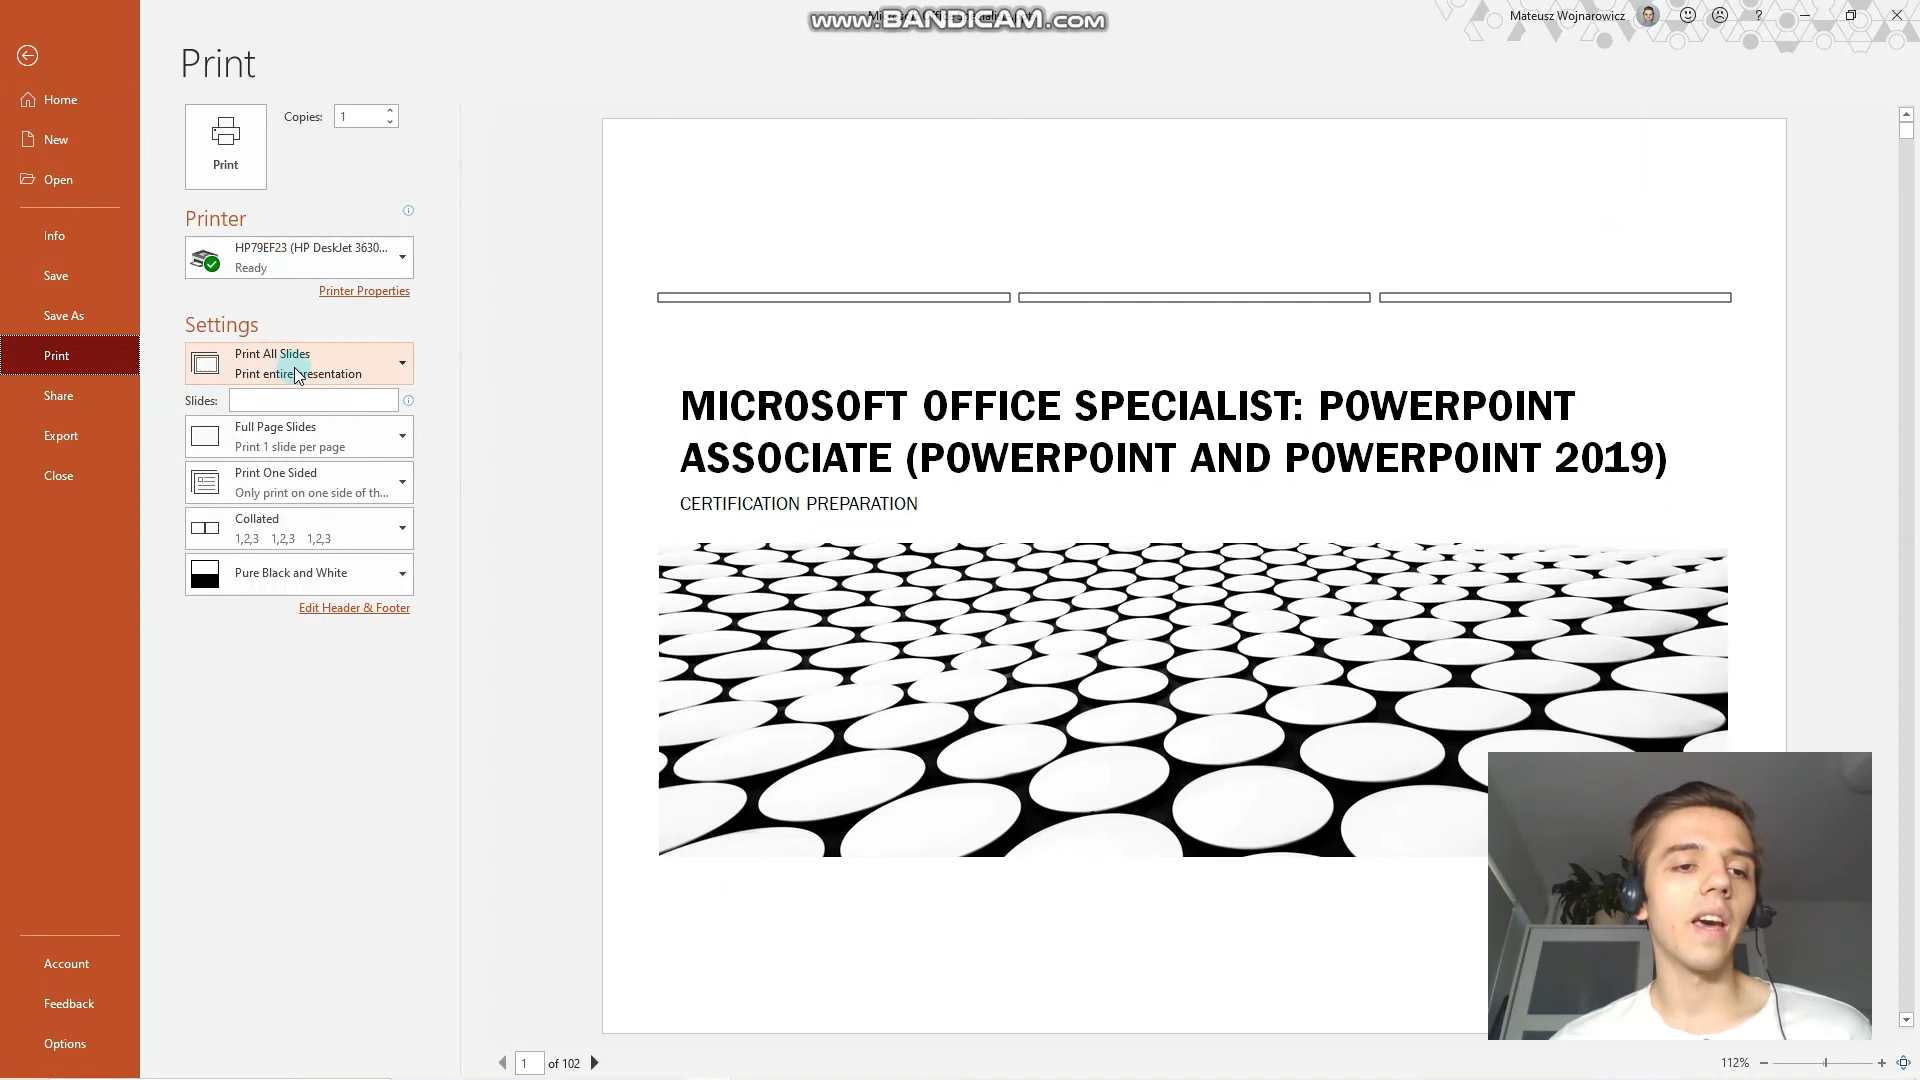 www.BANDICAM.com
Mateusz Wojnarowicz
?
Print
Home
New
Open
Info
Save
Save As
Print
Share
Export
Close
Account
Feedback
Options
Print
Copies:
1
Printer
HP79EF23 (HP DeskJet 3630...
Ready
Printer Properties
Settings
Print All Slides
Print entire presentation
Slides:
Full Page Slides
Print 1 slide per page
Print One Sided
Only print on one side of th...
Collated
1,2,3 1,2,3 1,2,3
Pure Black and White
Edit Header & Footer
MICROSOFT OFFICE SPECIALIST: POWERPOINT
ASSOCIATE (POWERPOINT AND POWERPOINT 2019)
CERTIFICATION PREPARATION
1 of 102
112%